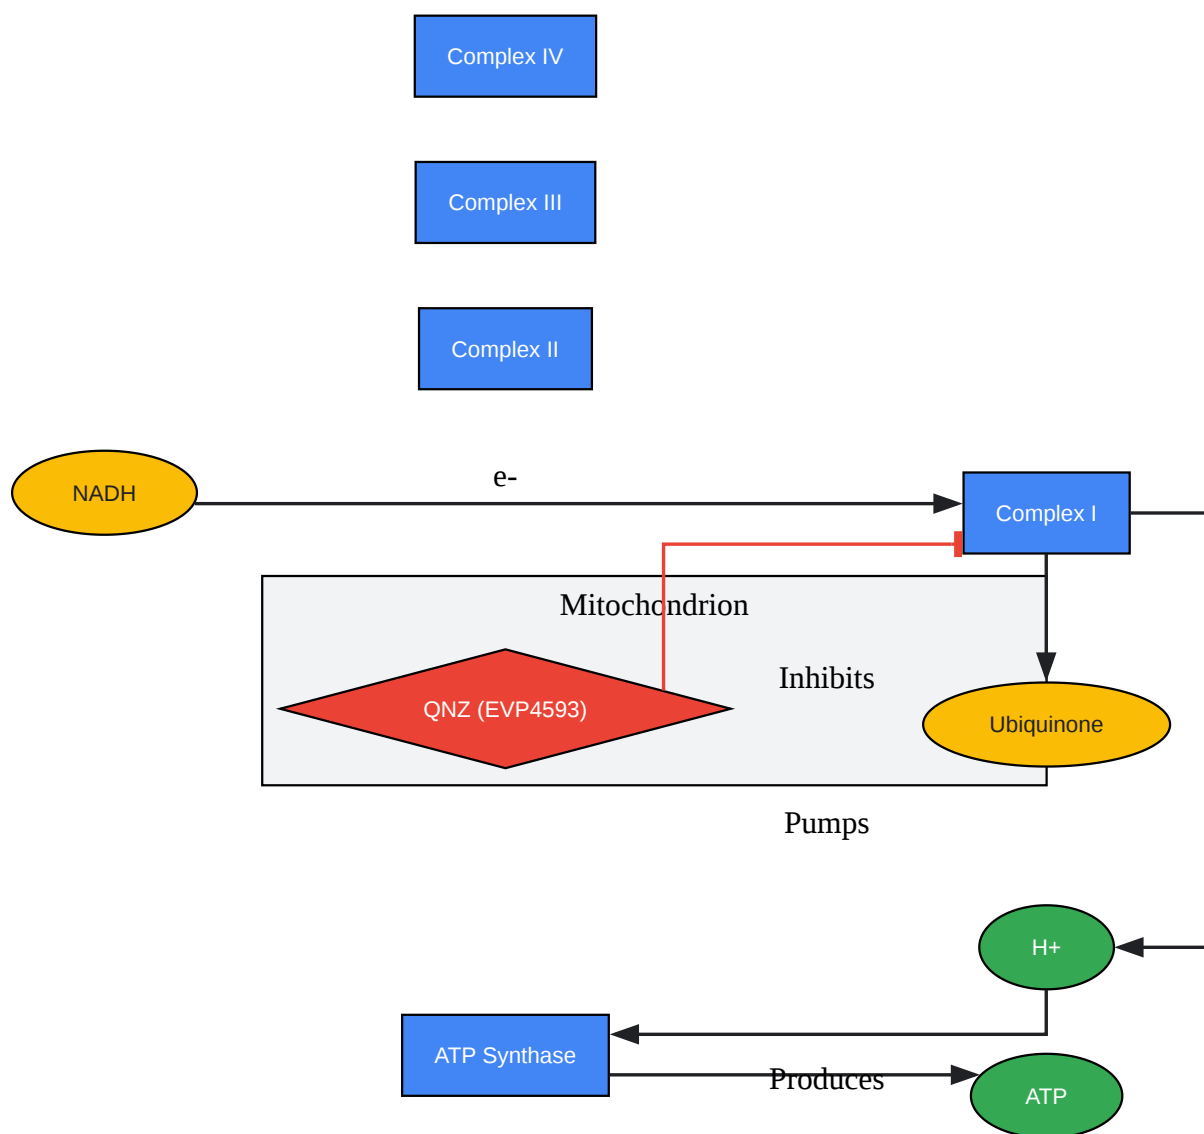 Complex IV
Complex III
Complex II
e-
NADH
Complex I
Mitochondrion
Inhibits
QNZ (EVP4593)
Ubiquinone
Pumps
H+
ATP Synthase
Produces
ATP